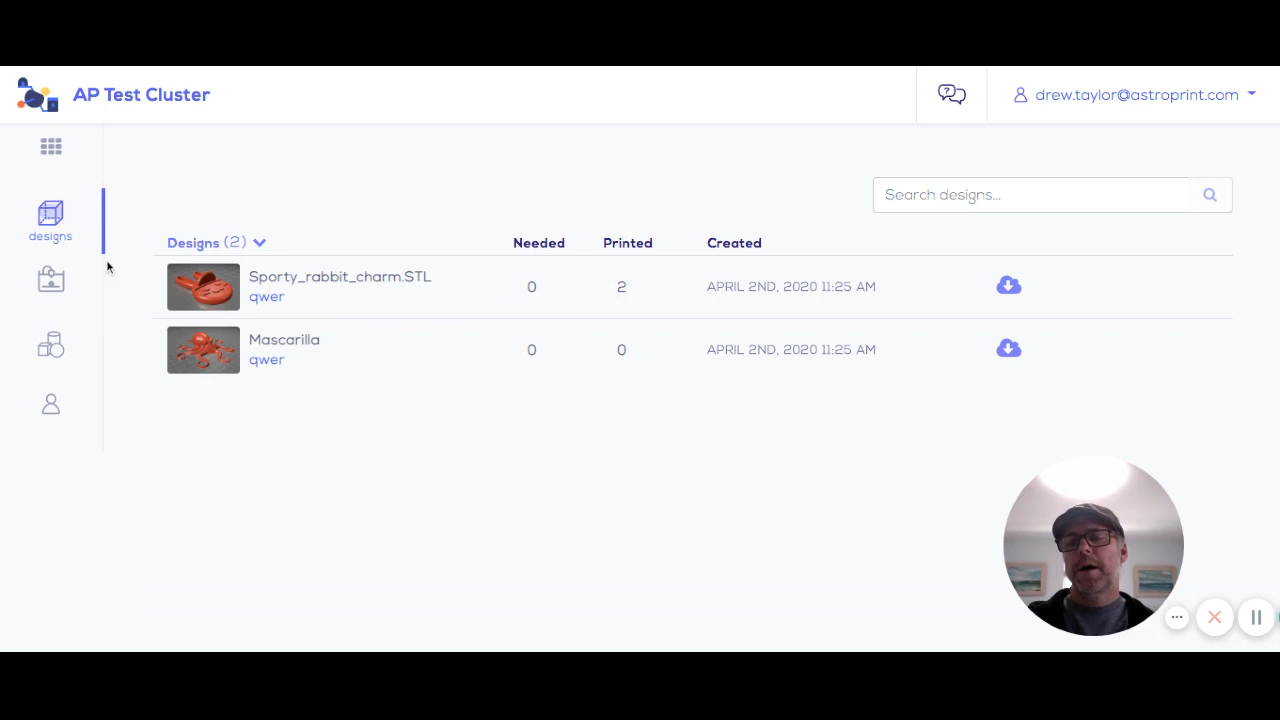 AP Test Cluster
drew.taylor@astroprint.com
designs
Search designs...
Designs (2) Needed Printed Created
Sporty_rabbit_charm.STL
qwer
0 2 APRIL 2ND, 2020 11:25 AM
Mascarilla
qwer
0 0 APRIL 2ND, 2020 11:25 AM